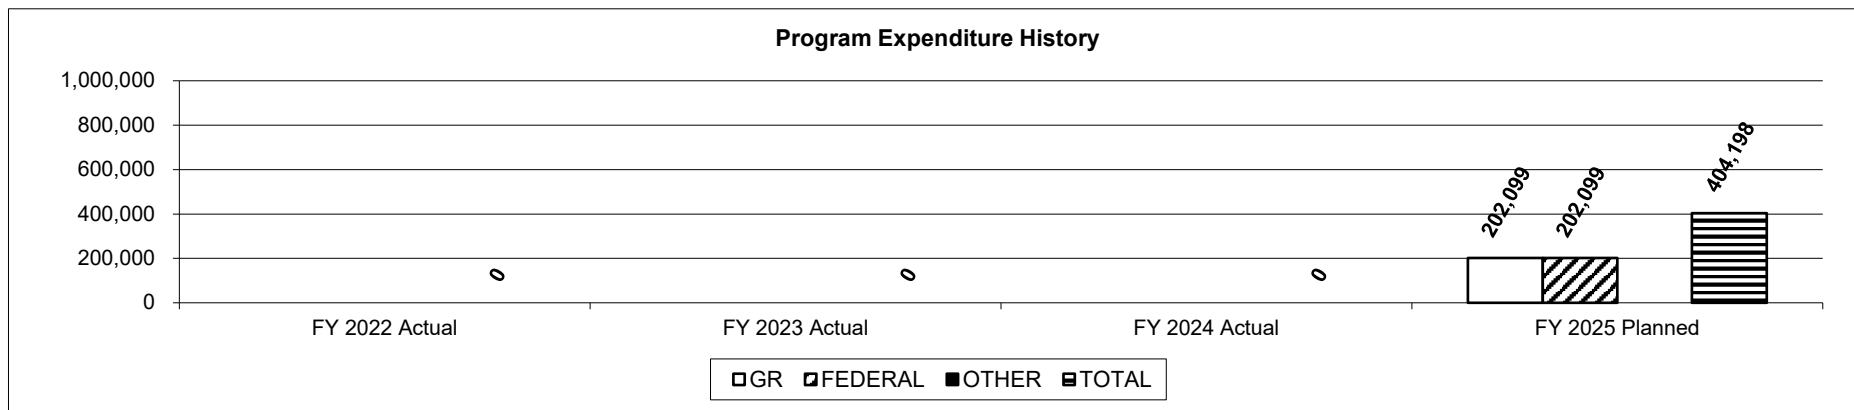 Program Expenditure History
1,000,000
800,000
600,000
400,000
200,000
0
0
0
0
202,099
202,099
404,198
FY 2022 Actual
FY 2023 Actual
FY 2024 Actual
FY 2025 Planned
GR FEDERAL OTHER TOTAL